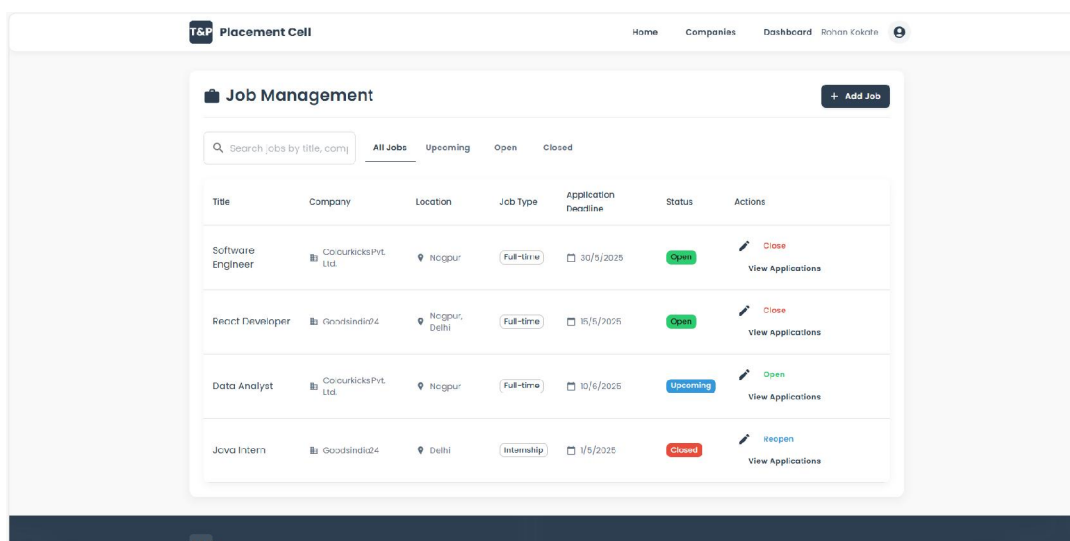 T&P Placement Cell
Home Companies Dashboard Rohan Kokate
Job Management
+ Add Job
Search jobs by title, comp
All Jobs Upcoming Open Closed
Title Company Location Job Type Application Deadline Status Actions
Software Engineer ColourkicksPvt. Ltd. Nagpur Full-time 30/5/2025 Open Close
View Applications
React Developer Goodsindia24 Nagpur, Delhi Full-time 15/5/2025 Open Close
View Applications
Data Analyst ColourkicksPvt. Ltd. Nagpur Full-time 10/6/2025 Upcoming Open
View Applications
Java Intern Goodsindia24 Delhi Internship 1/5/2025 Closed Reopen
View Applications